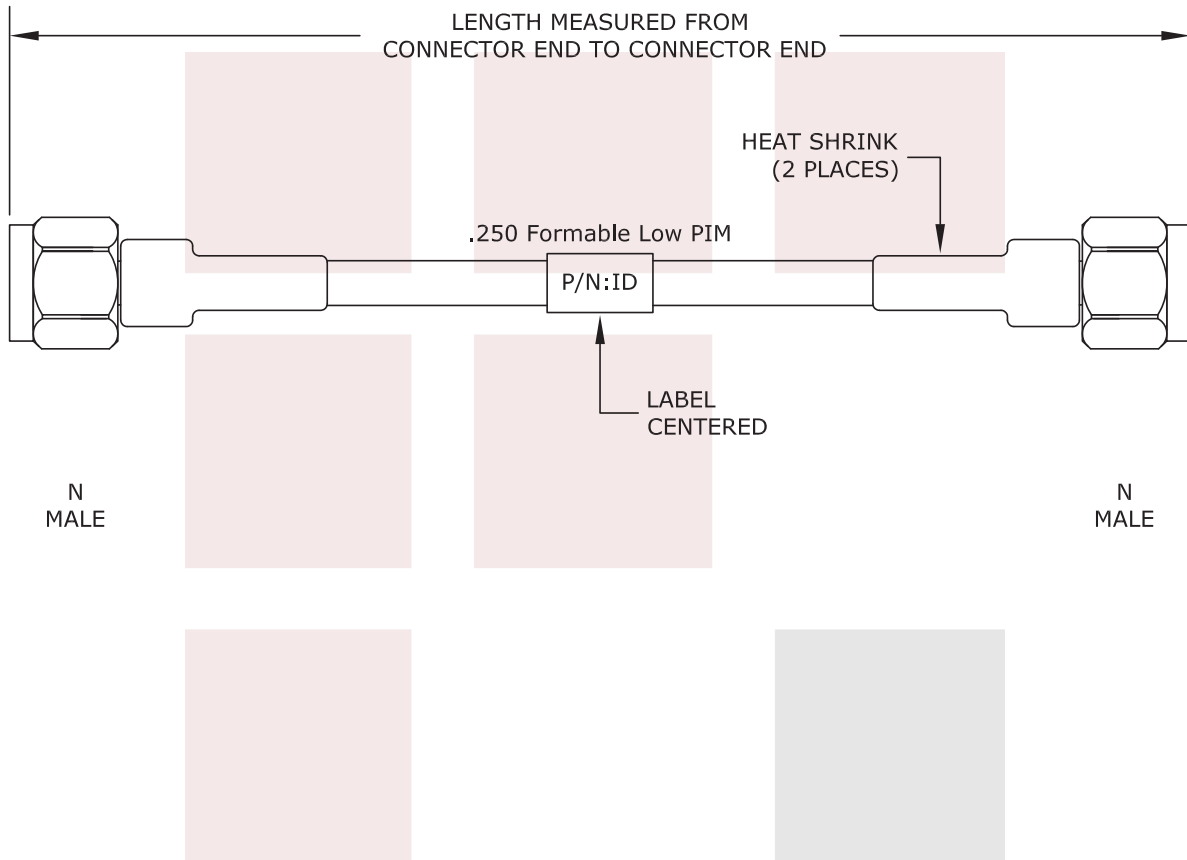 LENGTH MEASURED FROM
CONNECTOR END TO CONNECTOR END
HEAT SHRINK
(2 PLACES)
.250 Formable Low PIM
P/N:ID
LABEL
CENTERED
N
MALE
N
MALE